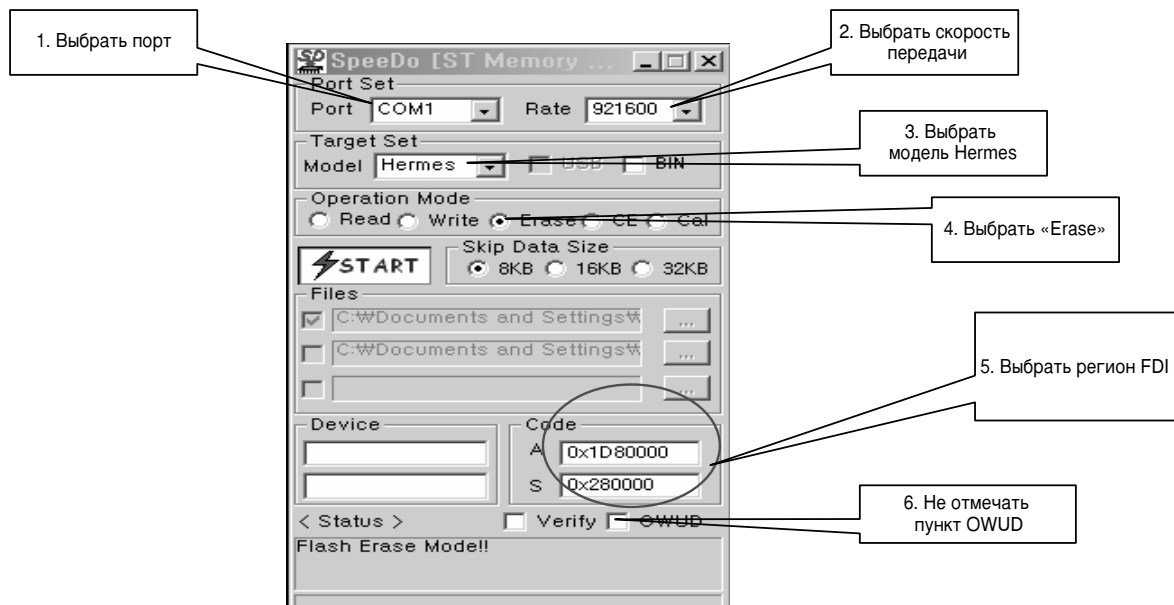 1. Выбрать порт
2. Выбрать скорость
передачи
SD SpeeDo [ST Memory ...
Port Set
Port COM1 Rate 921600
3. Выбрать
модель Hermes
Target Set
Model Hermes USB BIN
Operation Mode
Read Write Erase CE Cal
4. Выбрать «Erase»
START
Skip Data Size
8KB 16KB 32KB
Files
C:₩Documents and Settings₩ ...
C:₩Documents and Settings₩ ...
...
5. Выбрать регион FDI
Device
Code
A 0x1D80000
S 0x280000
6. Не отмечать
пункт OWUD
< Status > Verify OWUD
Flash Erase Mode!!